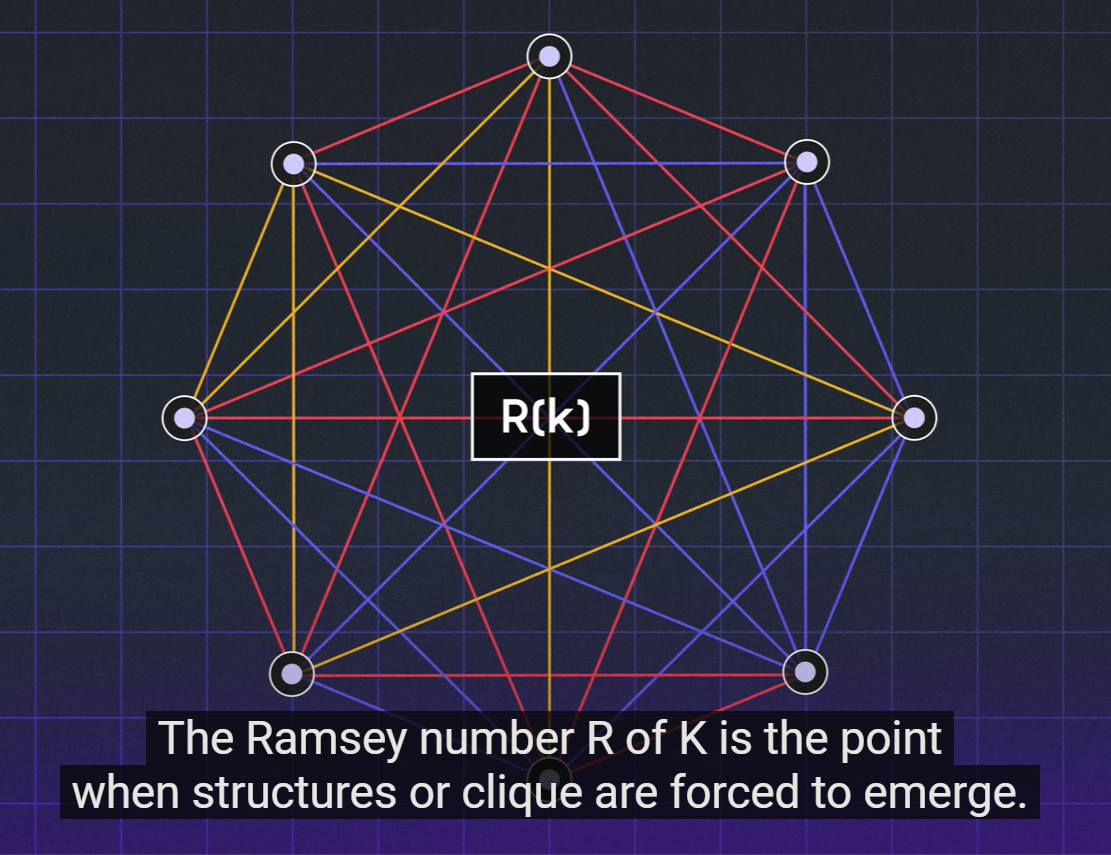 R(k)
The Ramsey number R of K is the point
when structures or clique are forced to emerge.